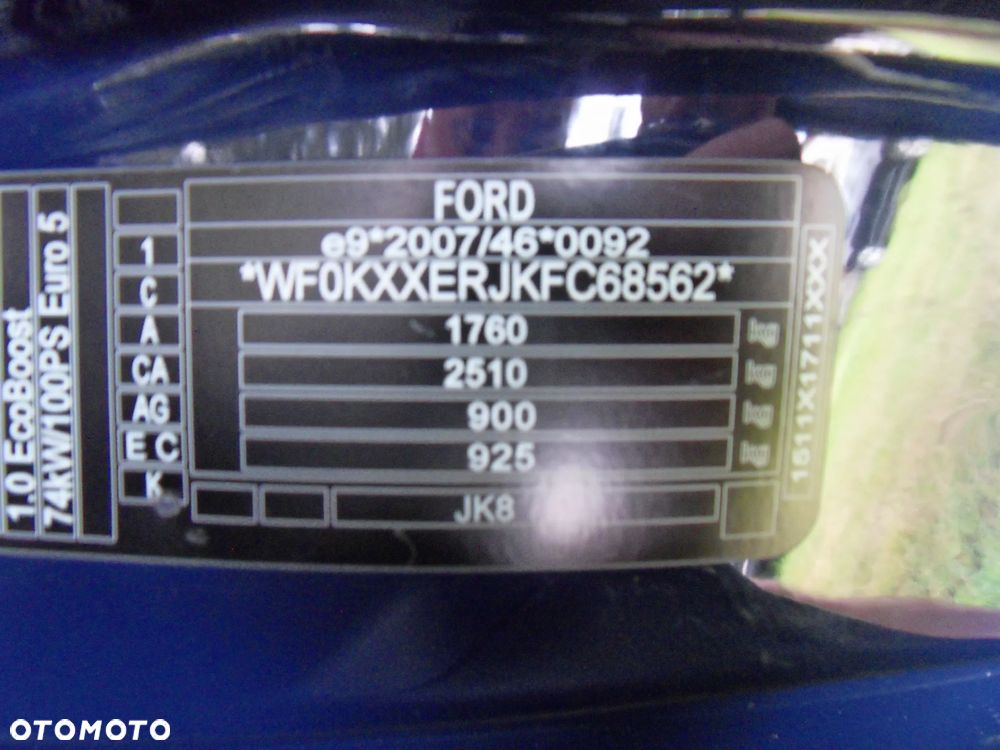 FORD
e9*2007/46*0092
*WF0KXXERJKFC68562*
1760 kg
2510 kg
900 kg
925 kg
JK8
1
C
A
CA
AG
E C
K
1.0 EcoBoost
74kW/100PS Euro 5
1511X1711XXX
OTOMOTO